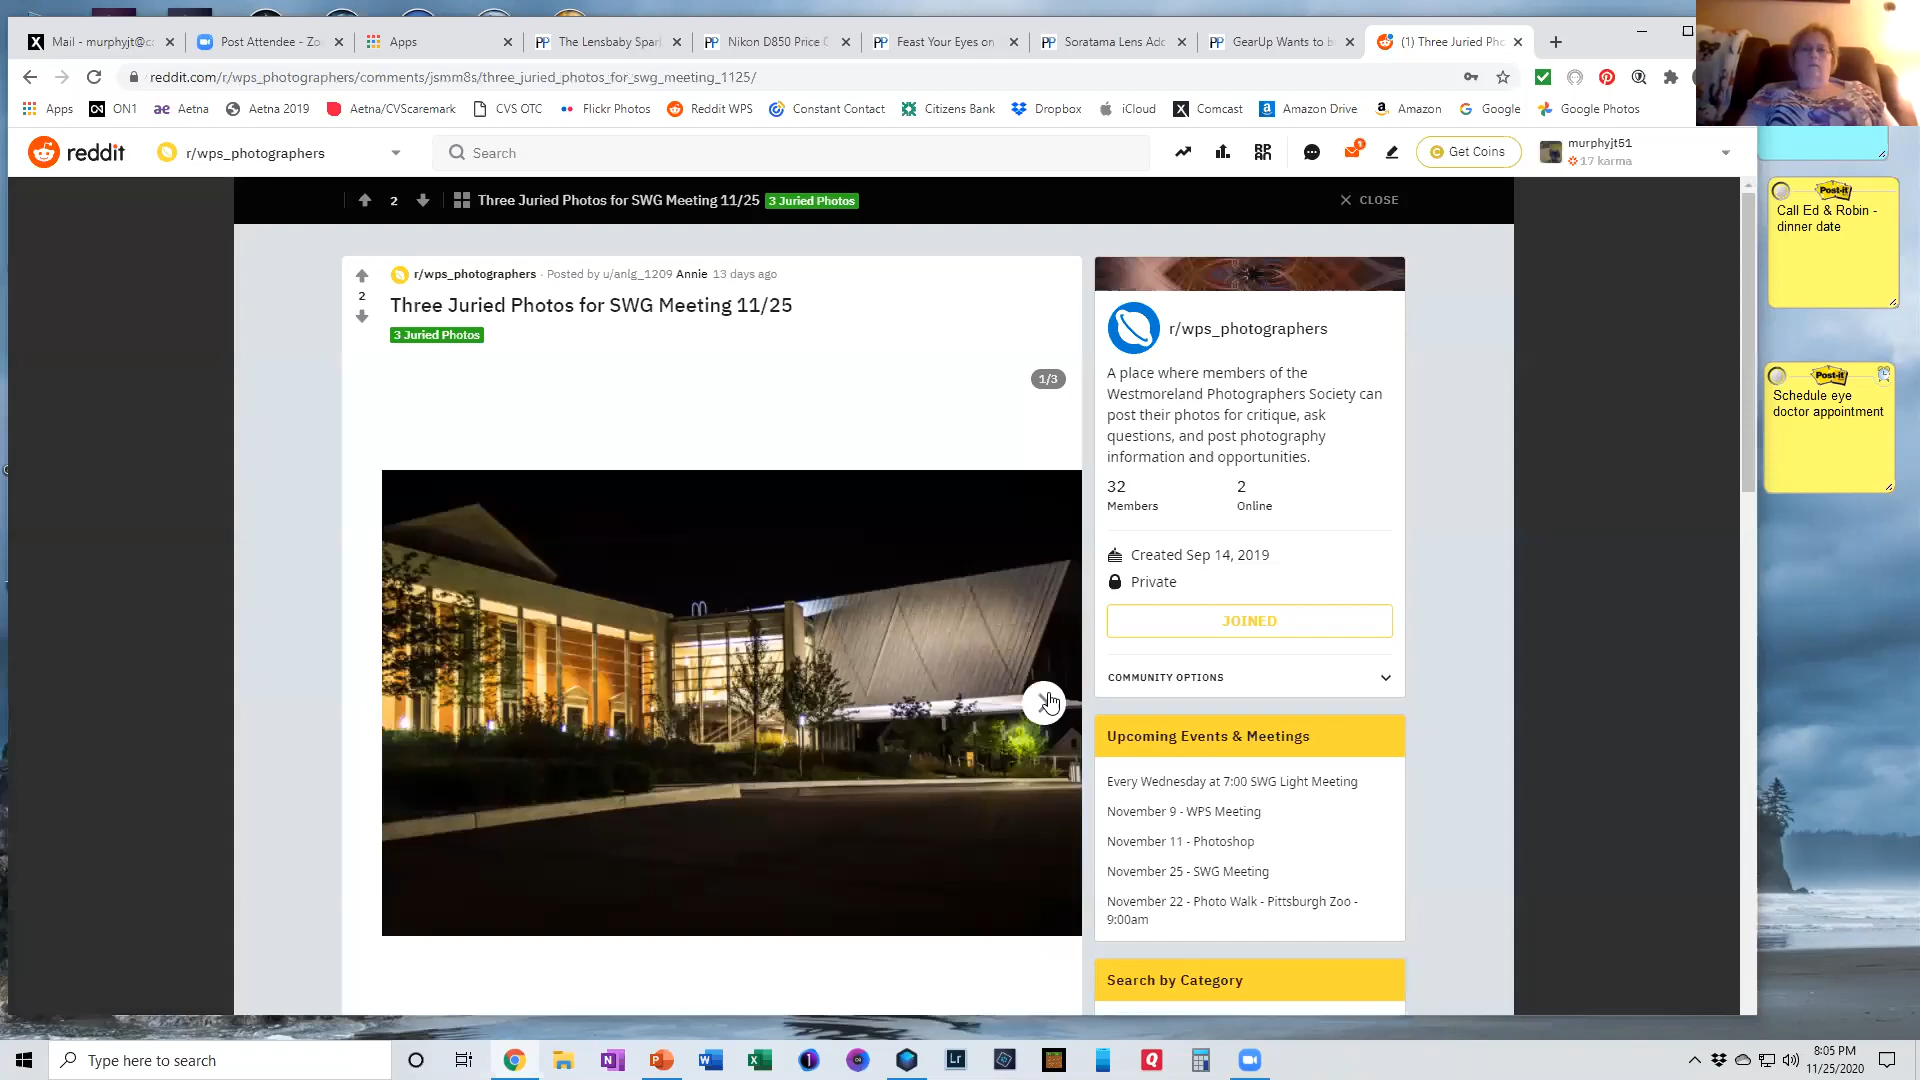 Mail - murphyjt@c
Post Attendee - Zo
Apps
The Lensbaby Spar
Nikon D850 Price
Feast Your Eyes on
Soratama Lens Ad
GearUp Wants to b
(1) Three Juried Pho
reddit.com/r/wps_photographers/comments/jsmm8s/three_juried_photos_for_swg_meeting_1125/
Apps
ON1
Aetna
Aetna 2019
Aetna/CVScaremark
CVS OTC
Flickr Photos
Reddit WPS
Constant Contact
Citizens Bank
Dropbox
iCloud
Comcast
Amazon Drive
Amazon
Google
Google Photos
reddit
r/wps_photographers
Search
1
Get Coins
murphyjt51
17 karma
2
Three Juried Photos for SWG Meeting 11/25
3 Juried Photos
CLOSE
r/wps_photographers · Posted by u/anlg_1209 Annie 13 days ago
2
Three Juried Photos for SWG Meeting 11/25
3 Juried Photos
1/3
r/wps_photographers
A place where members of the
Westmoreland Photographers Society can
post their photos for critique, ask
questions, and post photography
information and opportunities.
32
Members
2
Online
Created Sep 14, 2019
Private
JOINED
COMMUNITY OPTIONS
Upcoming Events & Meetings
Every Wednesday at 7:00 SWG Light Meeting
November 9 - WPS Meeting
November 11 - Photoshop
November 25 - SWG Meeting
November 22 - Photo Walk - Pittsburgh Zoo -
9:00am
Search by Category
Post-it
Call Ed & Robin -
dinner date
Post-it
Schedule eye
doctor appointment
Type here to search
Lr
8:05 PM
11/25/2020